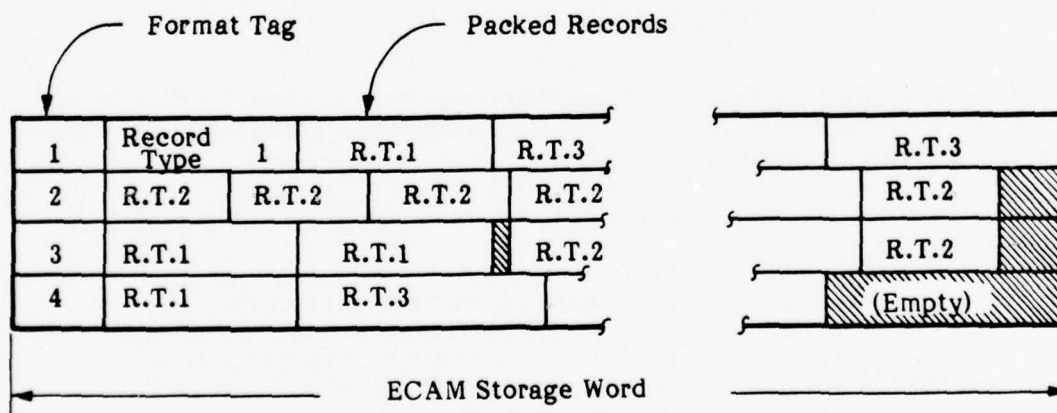 Format Tag Packed Records
1 Record Type 1 R.T.1 R.T.3 R.T.3
2 R.T.2 R.T.2 R.T.2 R.T.2 R.T.2
3 R.T.1 R.T.1 R.T.2 R.T.2
4 R.T.1 R.T.3 (Empty)
ECAM Storage Word